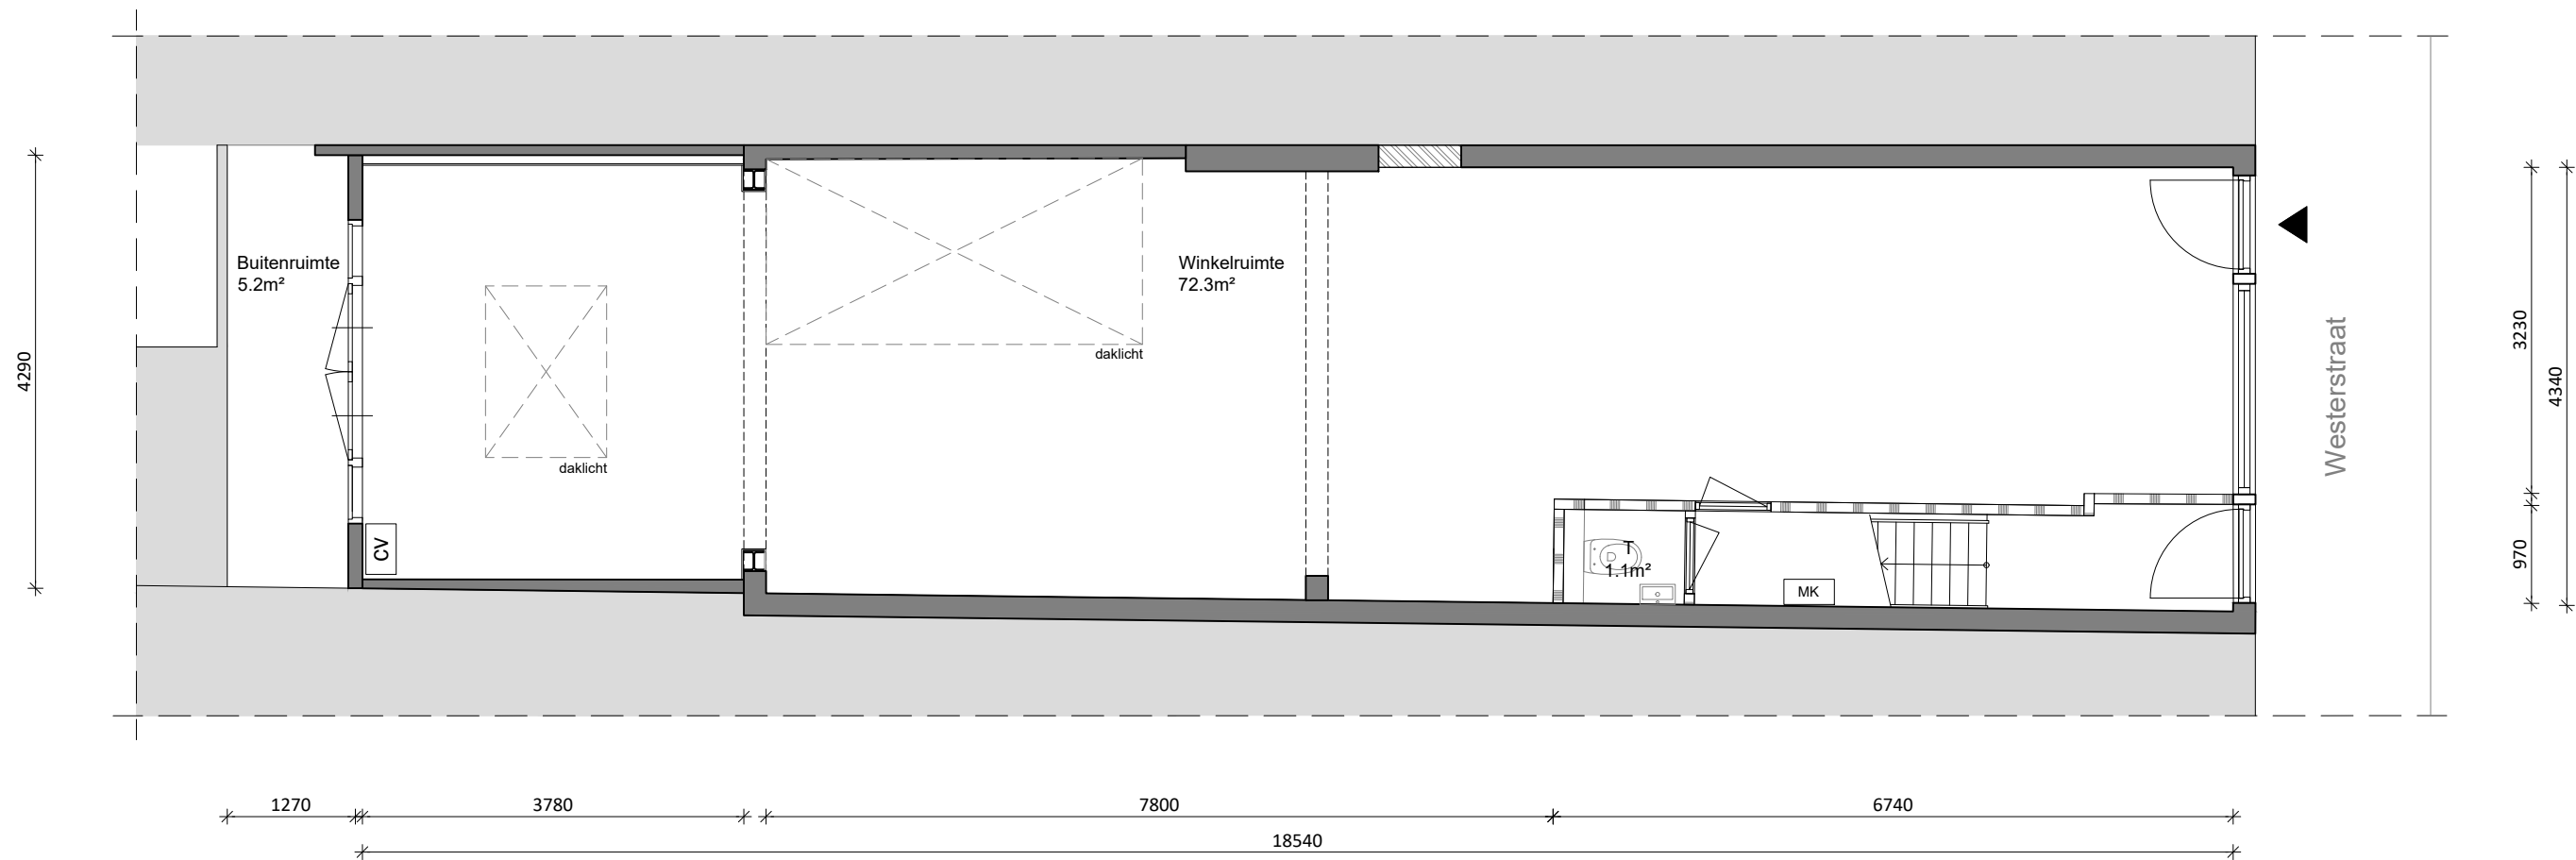 Buitenruimte
5.2m²
Winkelruimte
72.3m²
daklicht
daklicht
CV
T
1.1m²
MK
Westerstraat
4290
3230
4340
970
1270
3780
7800
6740
18540